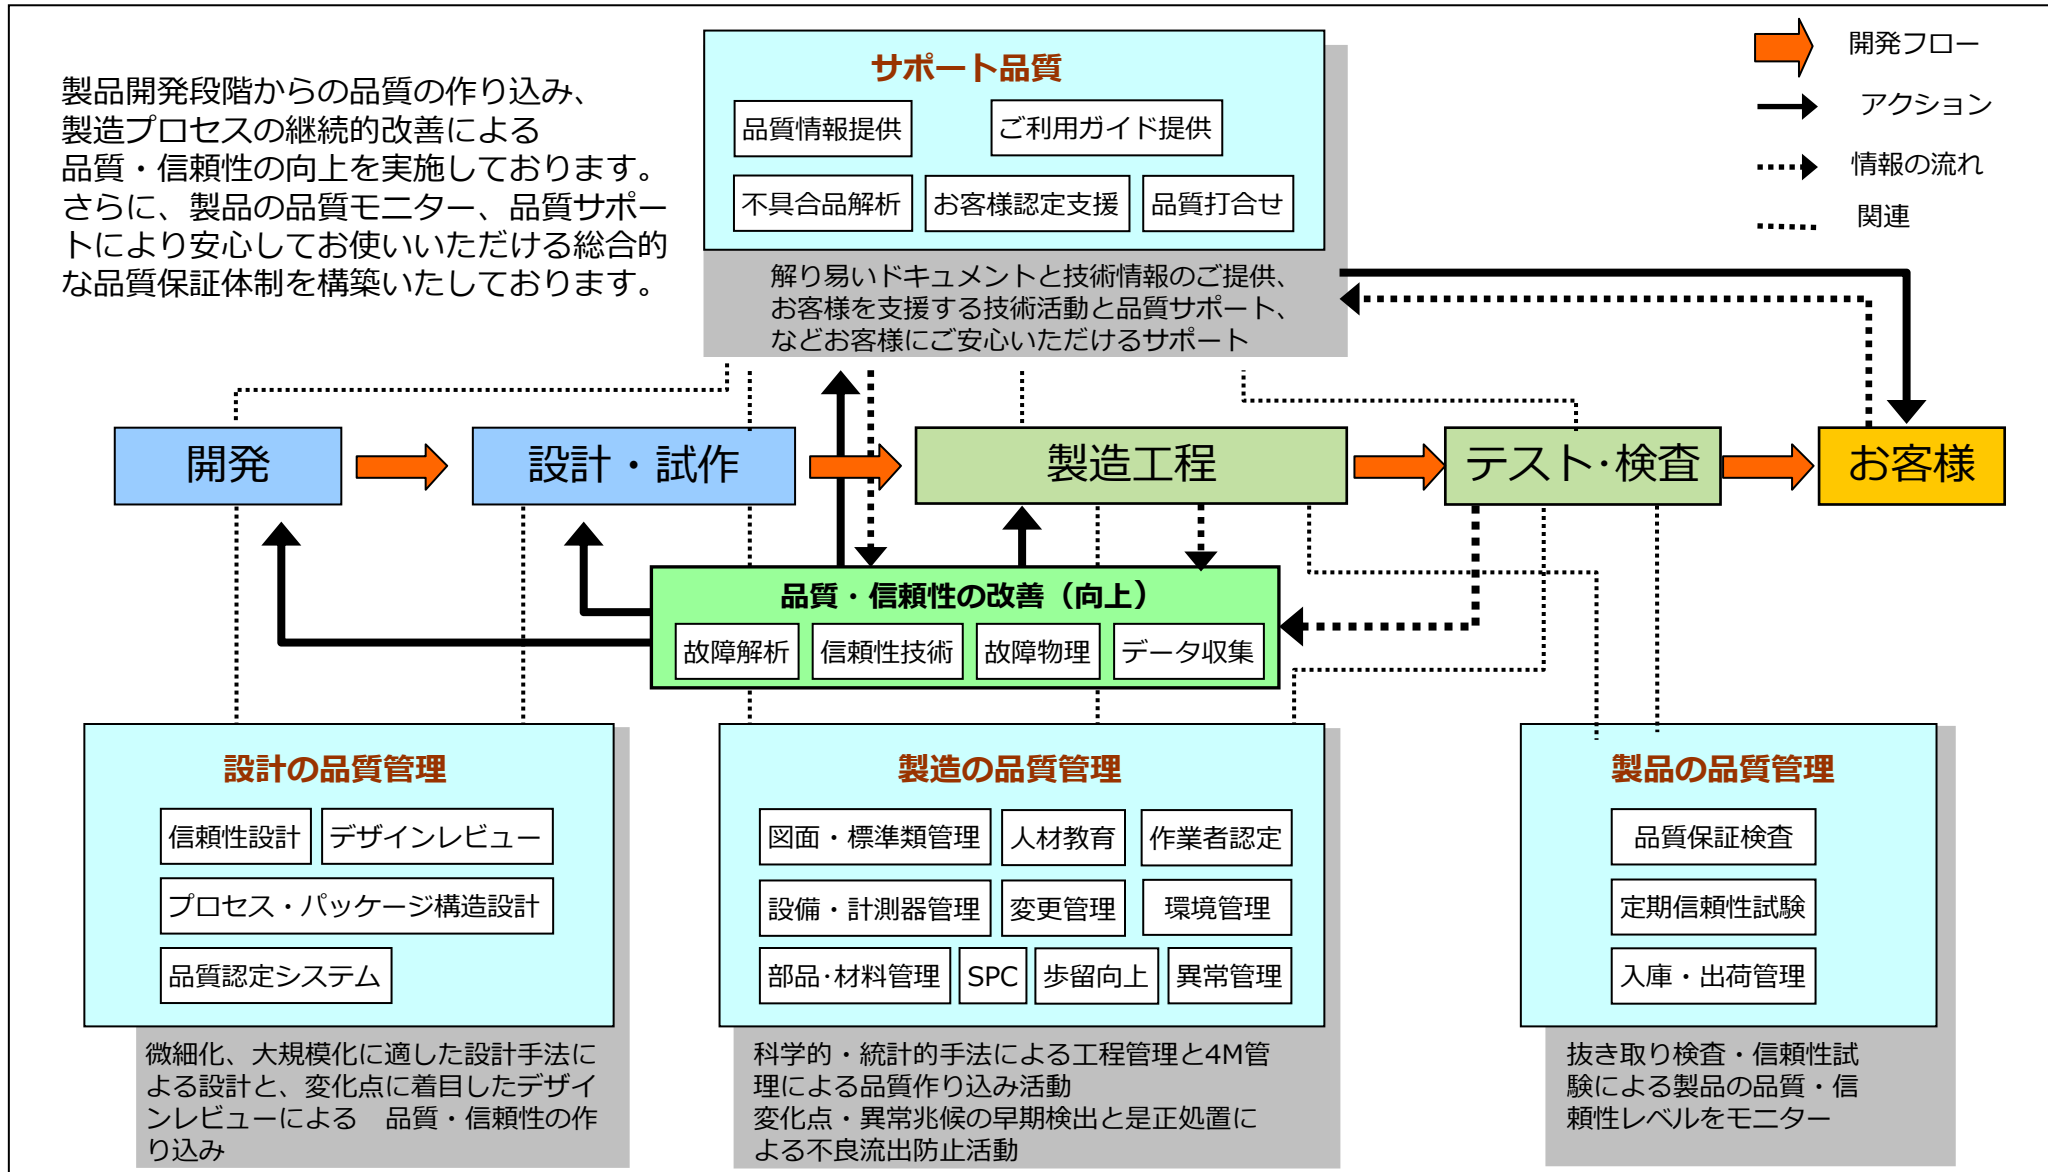 製品開発段階からの品質の作り込み、
製造プロセスの継続的改善による
品質・信頼性の向上を実施しております。
さらに、製品の品質モニター、品質サポー
トにより安心してお使いいただける総合的
な品質保証体制を構築いたしております。
サポート品質
品質情報提供
ご利用ガイド提供
不具合品解析
お客様認定支援
品質打合せ
解り易いドキュメントと技術情報のご提供、
お客様を支援する技術活動と品質サポート、
などお客様にご安心いただけるサポート
開発フロー
アクション
情報の流れ
関連
開発
設計・試作
製造工程
テスト･検査
お客様
品質・信頼性の改善（向上）
故障解析
信頼性技術
故障物理
データ収集
設計の品質管理
信頼性設計
デザインレビュー
プロセス・パッケージ構造設計
品質認定システム
微細化、大規模化に適した設計手法に
よる設計と、変化点に着目したデザイ
ンレビューによる　品質・信頼性の作
り込み
製造の品質管理
図面・標準類管理
人材教育
作業者認定
設備・計測器管理
変更管理
環境管理
部品･材料管理
SPC
歩留向上
異常管理
科学的・統計的手法による工程管理と4M管
理による品質作り込み活動
変化点・異常兆候の早期検出と是正処置に
よる不良流出防止活動
製品の品質管理
品質保証検査
定期信頼性試験
入庫・出荷管理
抜き取り検査・信頼性試
験による製品の品質・信
頼性レベルをモニター